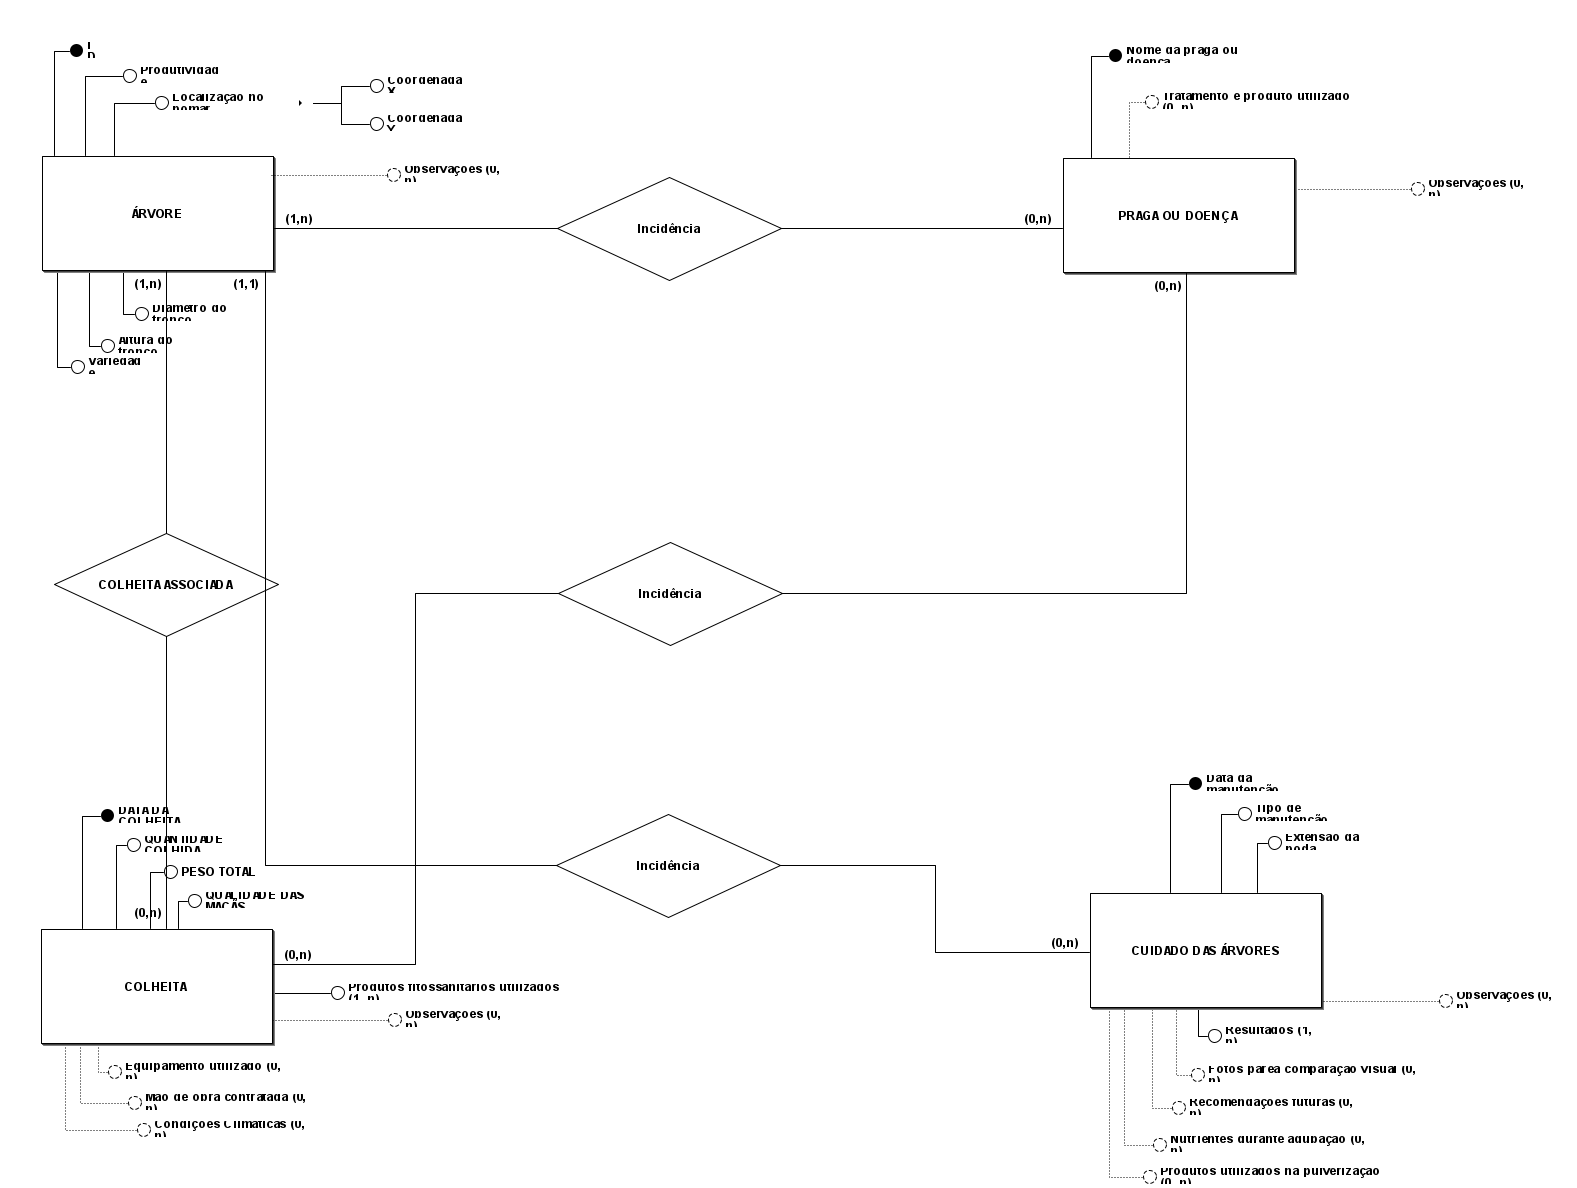 I
D
Produtividad
e
Localização no
pomar
Coordenada
X
Coordenada
Y
Observações (0,
n)
ÁRVORE
(1,n)
Incidência
(0,n)
Nome da praga ou
doença
Tratamento e produto utilizado
(0, n)
Observações (0,
n)
PRAGA OU DOENÇA
(0,n)
(1,n)
(1,1)
Diâmetro do
tronco
Altura do
tronco
Variedad
e
COLHEITA ASSOCIADA
Incidência
DATA DA
COLHEITA
QUANTIDADE
COLHIDA
PESO TOTAL
QUALIDADE DAS
MAÇÃS
(0,n)
Incidência
Data da
manutenção
Tipo de
manutenção
Extensão da
poda
(0,n)
(0,n)
COLHEITA
CUIDADO DAS ÁRVORES
Produtos fitossanitários utilizados
(1, n)
Observações (0,
n)
Equipamento utilizado (0,
n)
Mão de obra contratada (0,
n)
Condições Climáticas (0,
n)
Observações (0,
n)
Resultados (1,
n)
Fotos parea comparação visual (0,
n)
Recomendações futuras (0,
n)
Nutrientes durante adubação (0,
n)
Produtos utilizados na pulverização
(0, n)